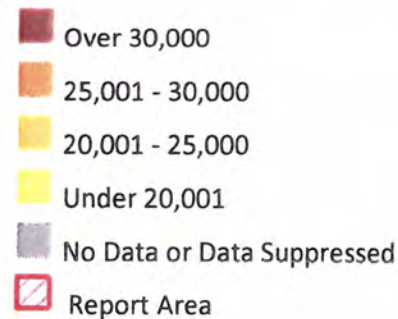 Over 30,000
25,001 - 30,000
20,001 - 25,000
Under 20,001
No Data or Data Suppressed
Report Area